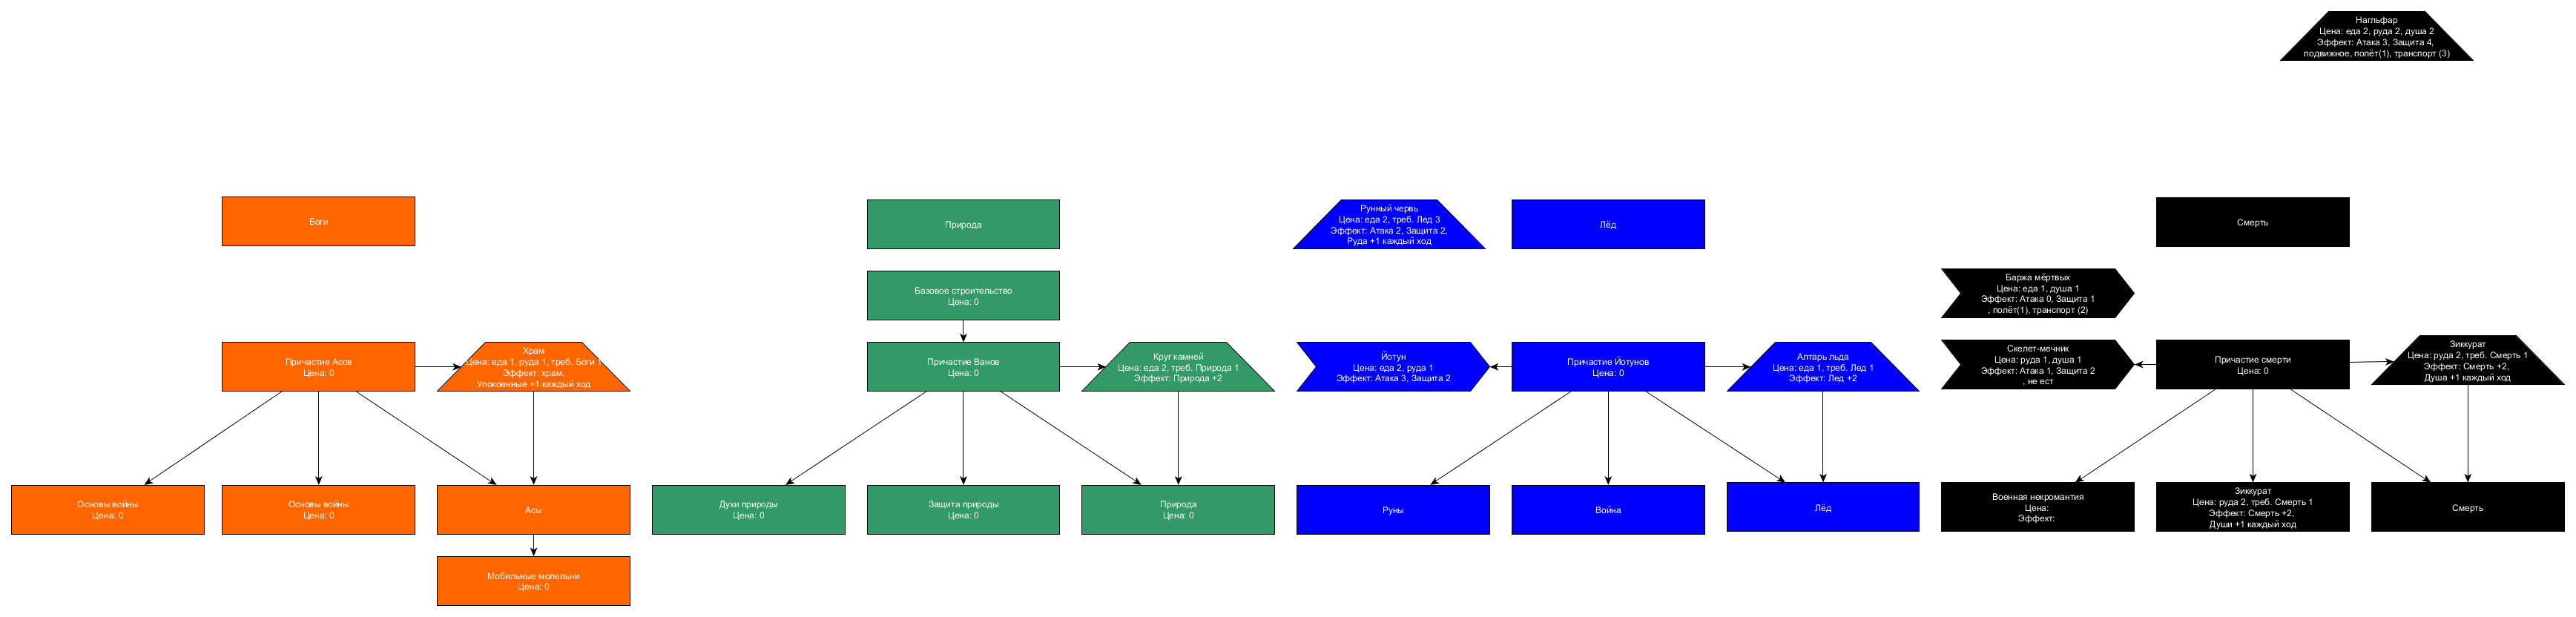 Нагльфар
Цена: еда 2, руда 2, душа 2
Эффект: Атака 3, Защита 4,
подвижное, полёт(1), транспорт (3)
Боги
Природа
Рунный червь
Цена: еда 2, треб. Лед 3
Эффект: Атака 2, Защита 2,
Руда +1 каждый ход
Лёд
Смерть
Базовое строительство
Цена: 0
Баржа мёртвых
Цена: еда 1, душа 1
Эффект: Атака 0, Защита 1
, полёт(1), транспорт (2)
Причастие Асов
Цена: 0
Храм
Цена: еда 1, руда 1, треб. Боги 1
Эффект: храм,
Упокоенные +1 каждый ход
Причастие Ванов
Цена: 0
Круг камней
Цена: еда 2, треб. Природа 1
Эффект: Природа +2
Йотун
Цена: еда 2, руда 1
Эффект: Атака 3, Защита 2
Причастие Йотунов
Цена: 0
Алтарь льда
Цена: еда 1, треб. Лед 1
Эффект: Лед +2
Скелет-мечник
Цена: руда 1, душа 1
Эффект: Атака 1, Защита 2
, не ест
Причастие смерти
Цена: 0
Зиккурат
Цена: руда 2, треб. Смерть 1
Эффект: Смерть +2,
Душа +1 каждый ход
Основы войны
Цена: 0
Основы войны
Цена: 0
Асы
Духи природы
Цена: 0
Защита природы
Цена: 0
Природа
Цена: 0
Руны
Война
Лёд
Военная некромантия
Цена:
Эффект:
Зиккурат
Цена: руда 2, треб. Смерть 1
Эффект: Смерть +2,
Души +1 каждый ход
Смерть
Мобильные молельни
Цена: 0